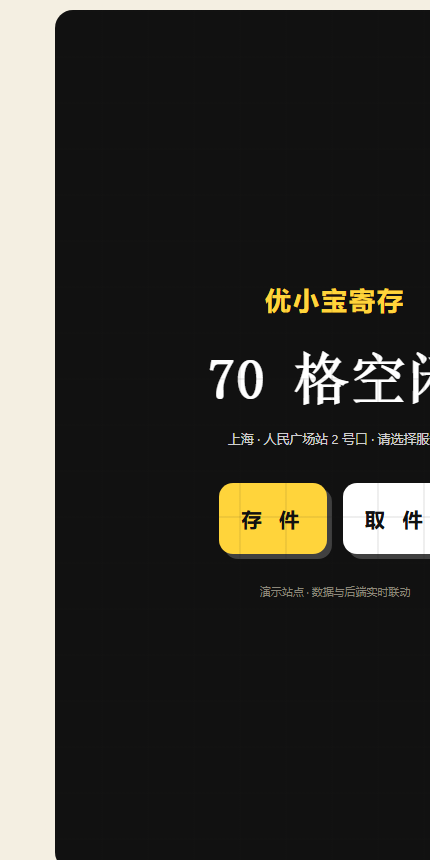 优小宝寄存
70 格空
上海 · 人民广场站 2 号口 · 请选择服
存 件
取 件
演示站点 · 数据与后端实时联动